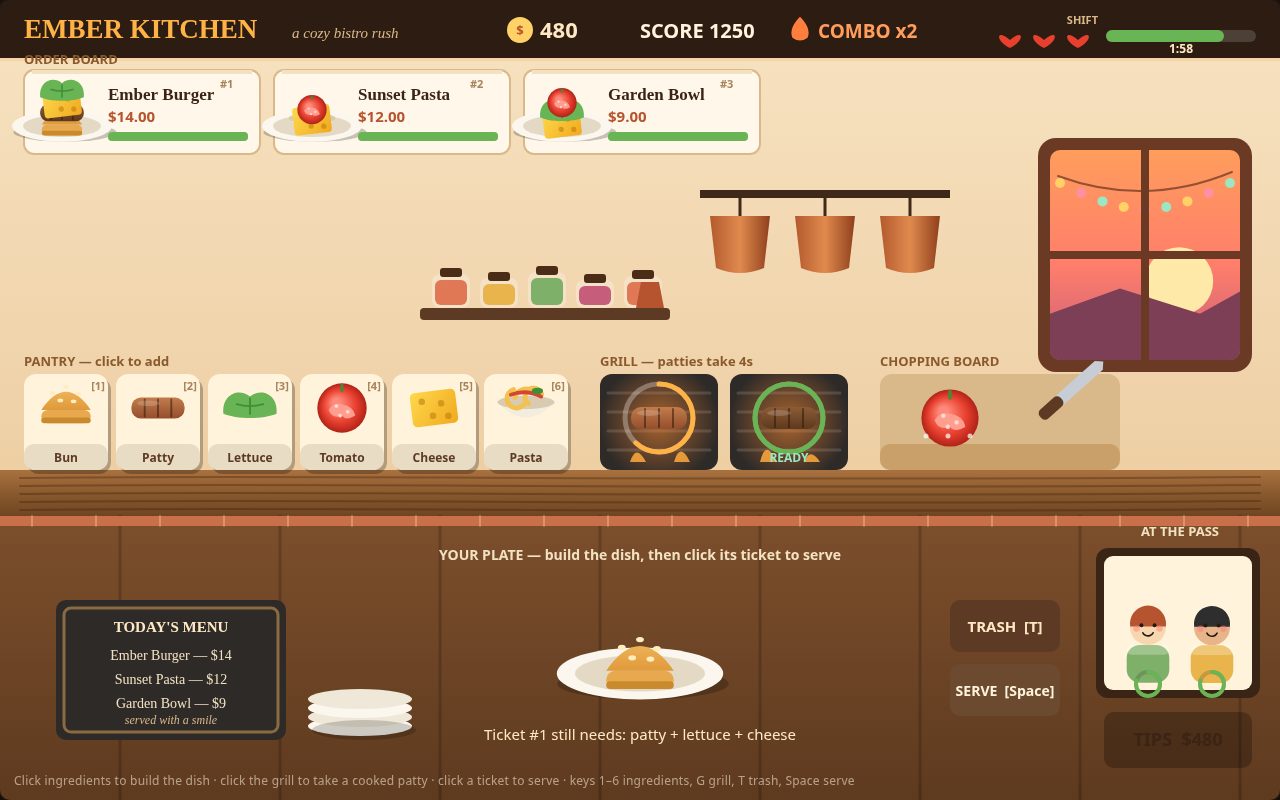 EMBER KITCHEN
a cozy bistro rush
$ 480
SCORE 1250
COMBO x2
SHIFT
1:58
ORDER BOARD
Ember Burger #1
$14.00
Sunset Pasta #2
$12.00
Garden Bowl #3
$9.00
PANTRY — click to add
GRILL — patties take 4s
CHOPPING BOARD
[1] [2] [3] [4] [5] [6]
Bun Patty Lettuce Tomato Cheese Pasta
READY
AT THE PASS
YOUR PLATE — build the dish, then click its ticket to serve
TODAY'S MENU
Ember Burger — $14
Sunset Pasta — $12
Garden Bowl — $9
served with a smile
TRASH [T]
SERVE [Space]
Ticket #1 still needs: patty + lettuce + cheese
TIPS $480
Click ingredients to build the dish · click the grill to take a cooked patty · click a ticket to serve · keys 1–6 ingredients, G grill, T trash, Space serve